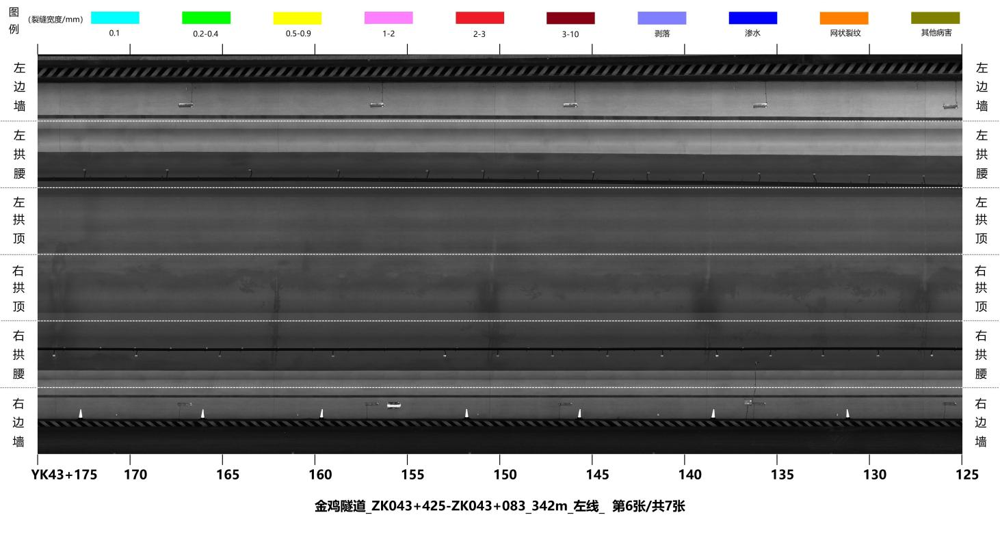 图例 (裂缝宽度/mm)
0.1 0.2-0.4 0.5-0.9 1-2 2-3 3-10 剥落 渗水 网状裂纹 其他病害
左边墙 左边墙
左拱腰 左拱腰
左拱顶 左拱顶
右拱顶 右拱顶
右拱腰 右拱腰
右边墙 右边墙
YK43+175 170 165 160 155 150 145 140 135 130 125
金鸡隧道_ZK043+425-ZK043+083_342m_左线_ 第6张/共7张